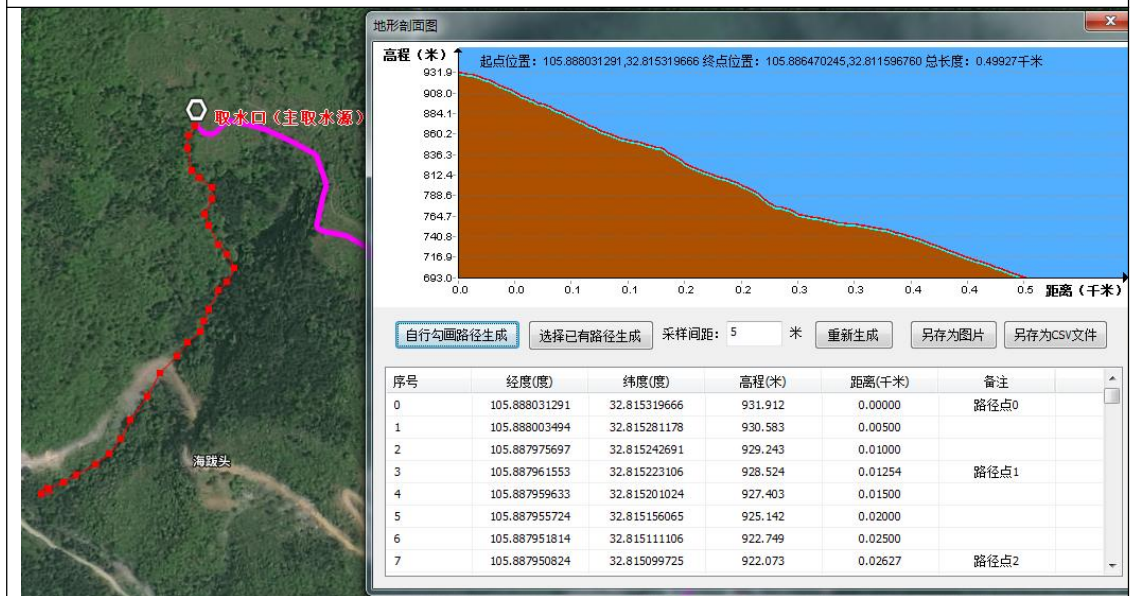 取水口（主取水源）
海跋头
地形剖面图
高程（米）
起点位置：105.888031291,32.815319666 终点位置：105.886470245,32.811596760 总长度：0.49927千米
931.9
908.0
884.1
860.2
836.3
812.4
788.6
764.7
740.8
716.9
693.0
0.0 0.0 0.1 0.1 0.2 0.2 0.3 0.3 0.4 0.4 0.5 距离（千米）
自行勾画路径生成 选择已有路径生成 采样间距： 5 米 重新生成 另存为图片 另存为CSV文件
序号 经度(度) 纬度(度) 高程(米) 距离(千米) 备注
0 105.888031291 32.815319666 931.912 0.00000 路径点0
1 105.888003494 32.815281178 930.583 0.00500
2 105.887975697 32.815242691 929.243 0.01000
3 105.887961553 32.815223106 928.524 0.01254 路径点1
4 105.887959633 32.815201024 927.403 0.01500
5 105.887955724 32.815156065 925.142 0.02000
6 105.887951814 32.815111106 922.749 0.02500
7 105.887950824 32.815099725 922.073 0.02627 路径点2